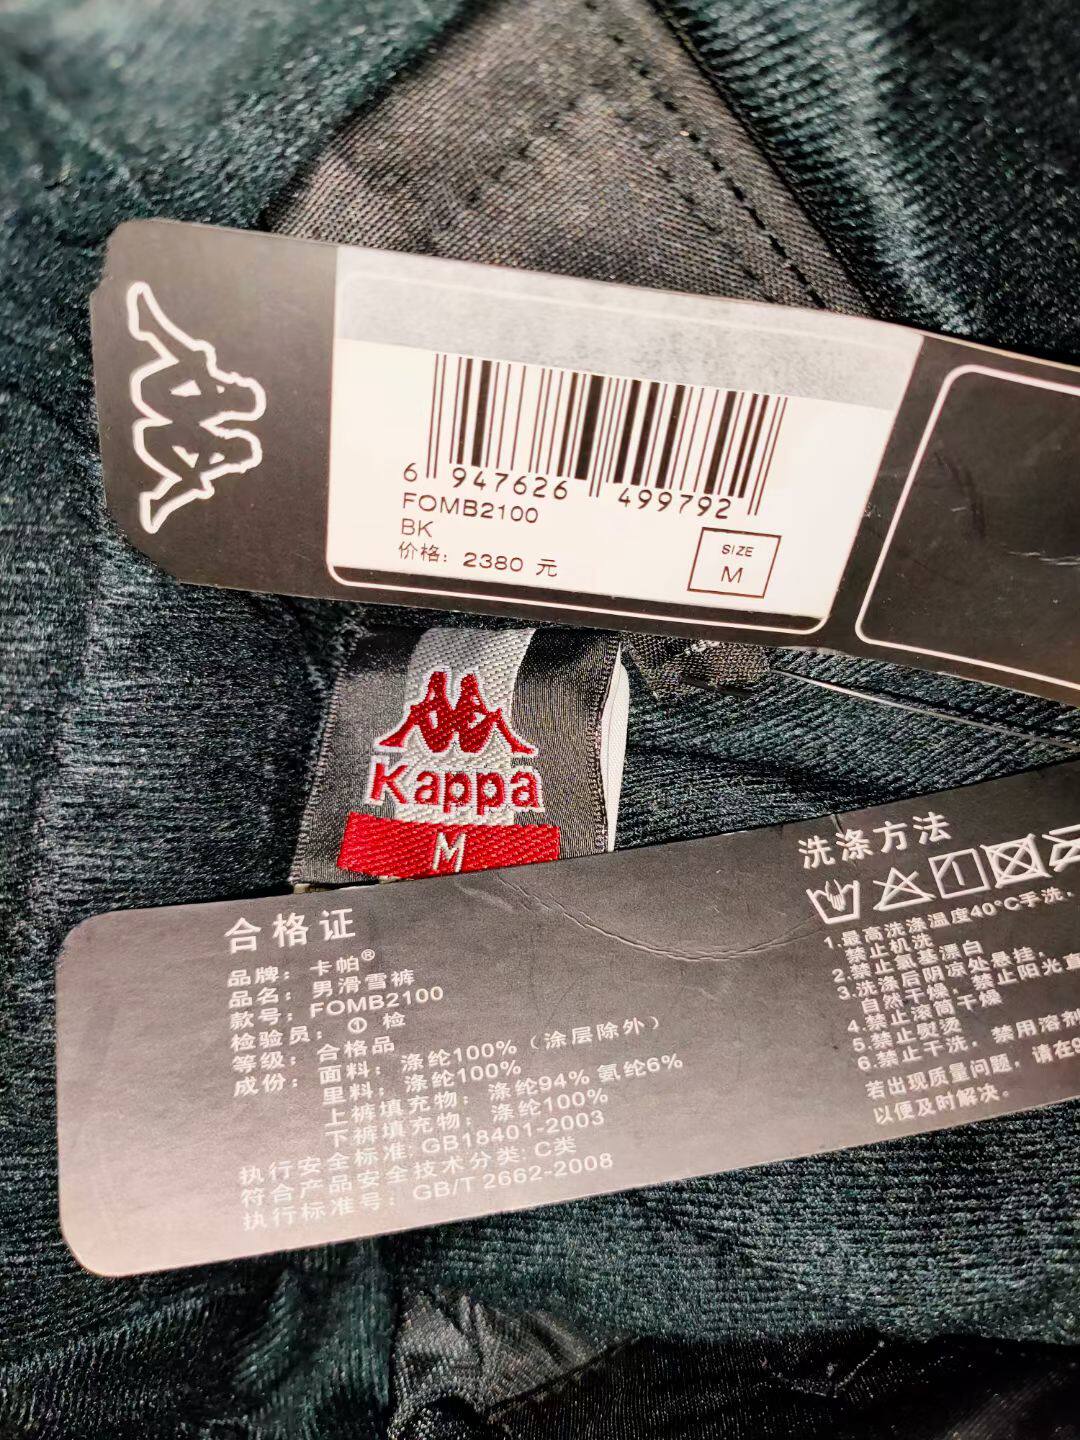 6 947626 499792
FOMB2100
BK
价格: 2380 元
SIZE
M
Kappa
M
合格证
品牌: 卡帕®
品名: 男滑雪裤
款号: FOMB2100
检验员: ① 检
等级: 合格品
成份: 面料: 涤纶100% (涂层除外)
里料: 涤纶100%
上裤填充物: 涤纶94% 氨纶6%
下裤填充物: 涤纶100%
执行安全标准: GB18401-2003
符合产品安全技术分类: C类
执行标准号: GB/T 2662-2008
洗涤方法
1.最高洗涤温度40°C手洗,
禁止机洗
2.禁止氯基漂白
3.洗涤后阴凉处悬挂,
自然干燥, 禁止阳光直
4.禁止滚筒干燥
5.禁止熨烫
6.禁止干洗, 禁用溶剂
若出现质量问题, 请在9
以便及时解决。